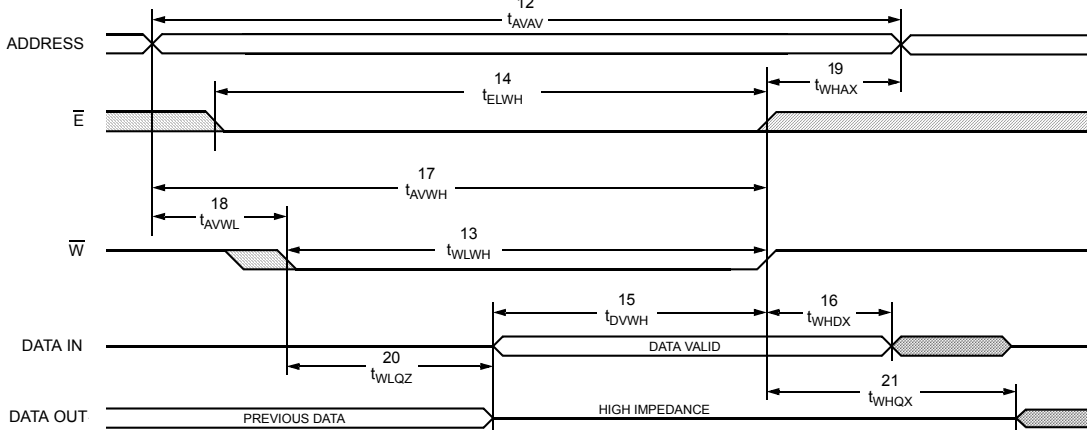 12
tAVAV
ADDRESS
14
tELWH
19
tWHAX
E
17
tAVWH
18
tAVWL
13
tWLWH
W
15
tDVWH
16
tWHDX
DATA IN
DATA VALID
20
tWLQZ
21
tWHQX
DATA OUT
PREVIOUS DATA
HIGH IMPEDANCE